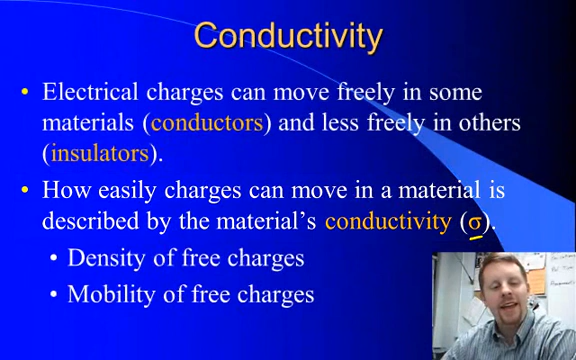 Conductivity
• Electrical charges can move freely in some
materials (conductors) and less freely in others
(insulators).
• How easily charges can move in a material is
described by the material's conductivity (σ).
• Density of free charges
• Mobility of free charges